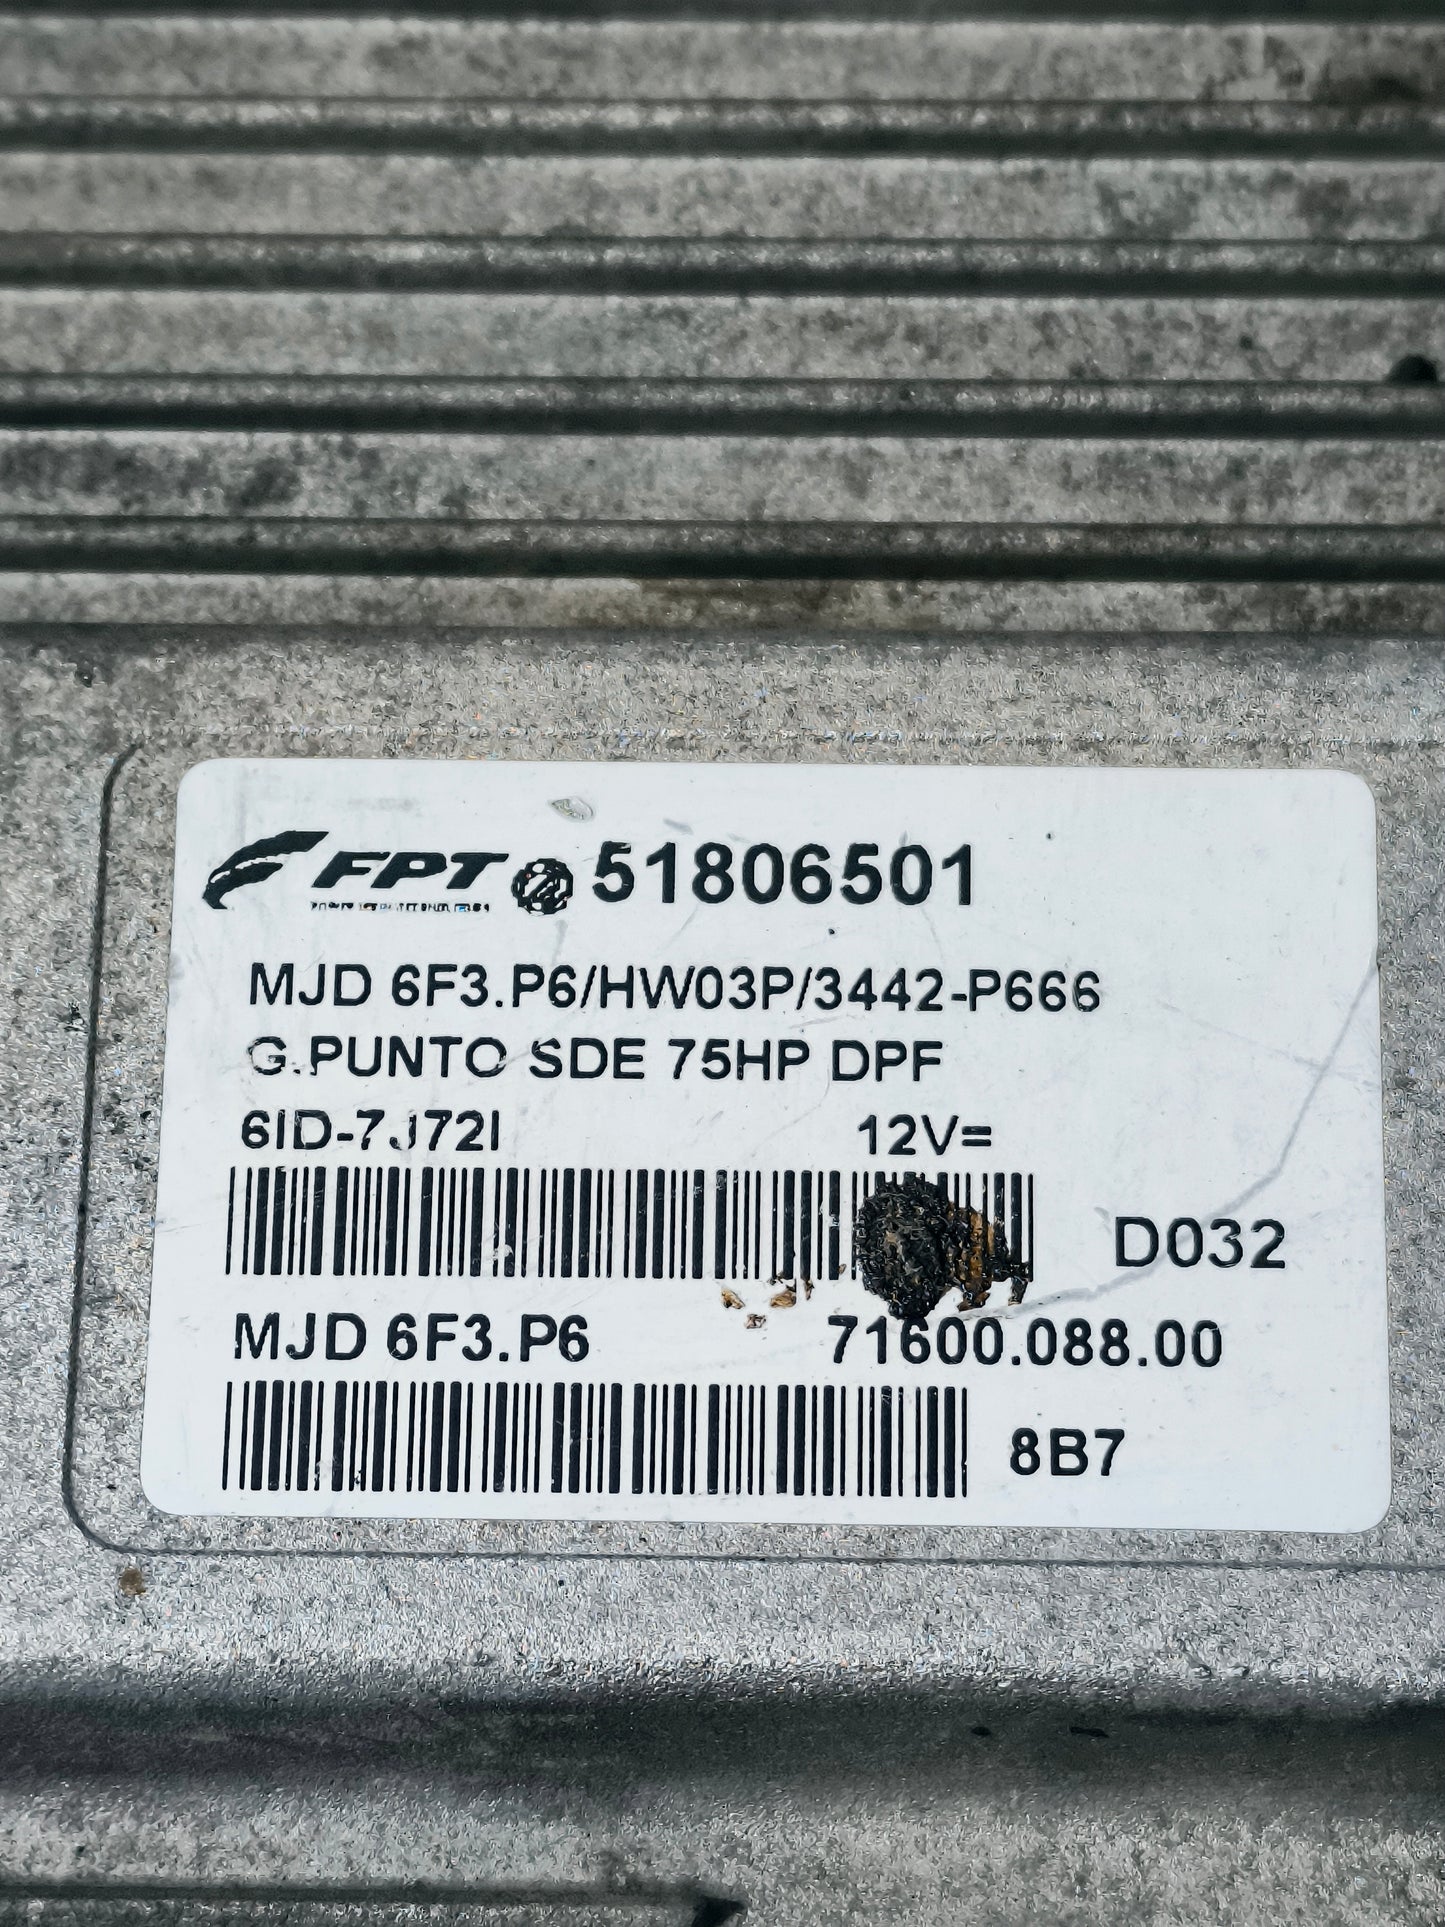 FPT 51806501
MJD 6F3.P6/HW03P/3442-P666
G.PUNTO SDE 75HP DPF
6ID-7J72I 12V=
D032
MJD 6F3.P6 71600.088.00
8B7